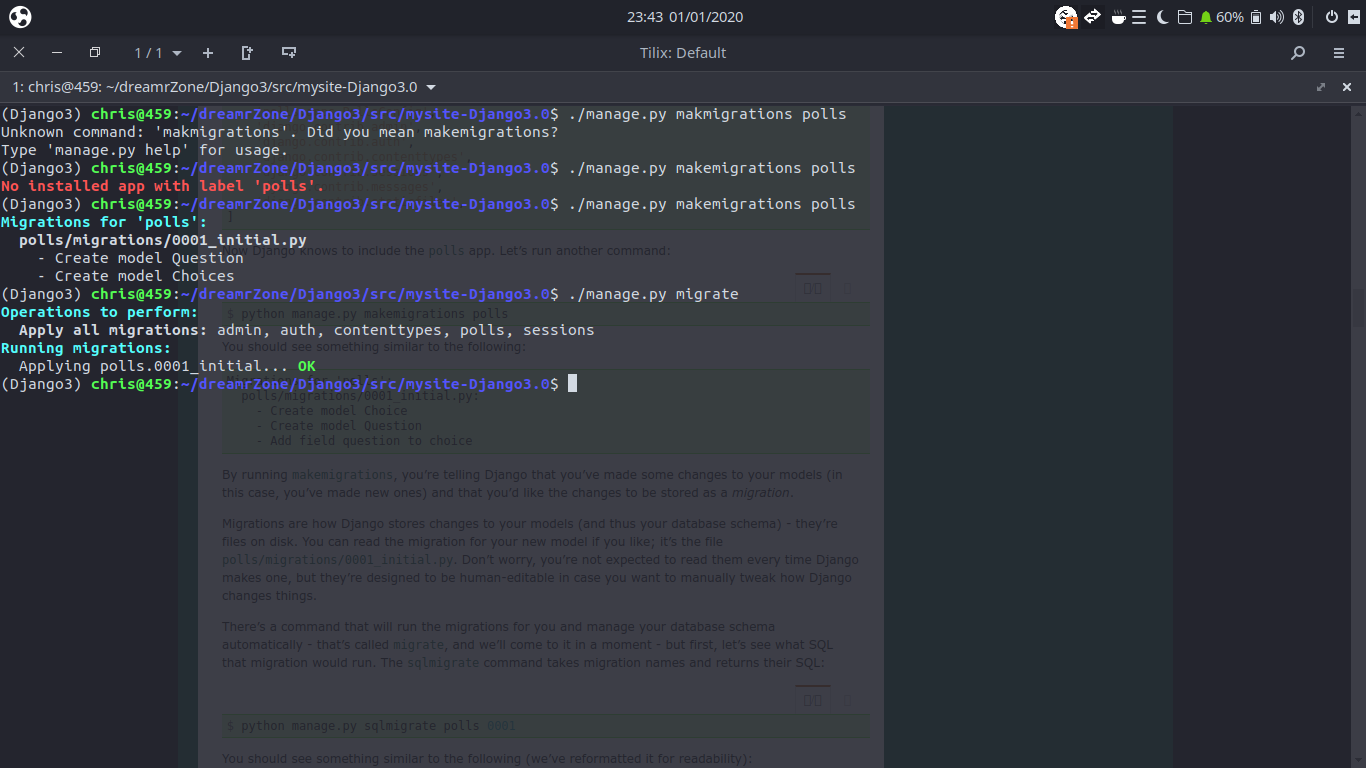 23:43 01/01/2020
60%
1 / 1
Tilix: Default
1: chris@459: ~/dreamrZone/Django3/src/mysite-Django3.0
(Django3) chris@459:~/dreamrZone/Django3/src/mysite-Django3.0$ ./manage.py makmigrations polls
Unknown command: 'makmigrations'. Did you mean makemigrations?
Type 'manage.py help' for usage.
(Django3) chris@459:~/dreamrZone/Django3/src/mysite-Django3.0$ ./manage.py makemigrations polls
No installed app with label 'polls'.
(Django3) chris@459:~/dreamrZone/Django3/src/mysite-Django3.0$ ./manage.py makemigrations polls
Migrations for 'polls':
polls/migrations/0001_initial.py
- Create model Question
Now Django knows to include the polls app. Let's run another command:
- Create model Choices
(Django3) chris@459:~/dreamrZone/Django3/src/mysite-Django3.0$ ./manage.py migrate
Operations to perform:
$ python manage.py makemigrations polls
Apply all migrations: admin, auth, contenttypes, polls, sessions
Running migrations:
You should see something similar to the following:
Applying polls.0001_initial... OK
(Django3) chris@459:~/dreamrZone/Django3/src/mysite-Django3.0$
polls/migrations/0001_initial.py:
- Create model Choice
- Create model Question
- Add field question to choice
By running makemigrations, you're telling Django that you've made some changes to your models (in
this case, you've made new ones) and that you'd like the changes to be stored as a migration.
Migrations are how Django stores changes to your models (and thus your database schema) - they're
files on disk. You can read the migration for your new model if you like; it's the file
polls/migrations/0001_initial.py. Don't worry, you're not expected to read them every time Django
makes one, but they're designed to be human-editable in case you want to manually tweak how Django
changes things.
There's a command that will run the migrations for you and manage your database schema
automatically - that's called migrate, and we'll come to it in a moment - but first, let's see what SQL
that migration would run. The sqlmigrate command takes migration names and returns their SQL:
$ python manage.py sqlmigrate polls 0001
You should see something similar to the following (we've reformatted it for readability):